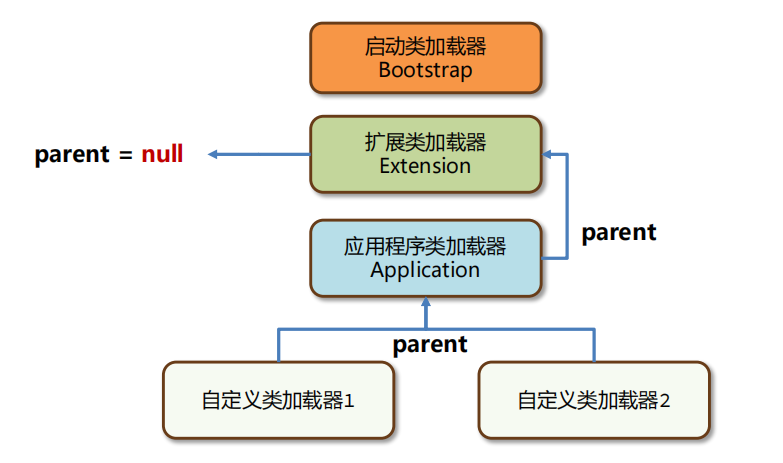 启动类加载器
Bootstrap
扩展类加载器
Extension
parent = null
parent
应用程序类加载器
Application
parent
自定义类加载器1
自定义类加载器2